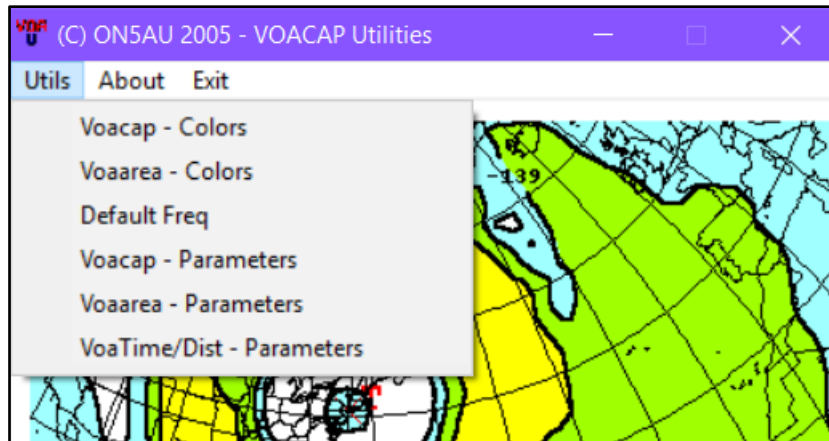 VOA
U
(C) ON5AU 2005 - VOACAP Utilities
Utils About Exit
Voacap - Colors
Voaarea - Colors
Default Freq
Voacap - Parameters
Voaarea - Parameters
VoaTime/Dist - Parameters
-139